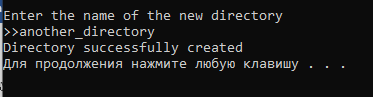 Enter the name of the new directory
>>another_directory
Directory successfully created
Для продолжения нажмите любую клавишу . . .